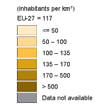 (inhabitants per km²)
EU-27 = 117
<= 50
50 – 100
100 – 135
135 – 170
170 – 500
> 500
Data not available